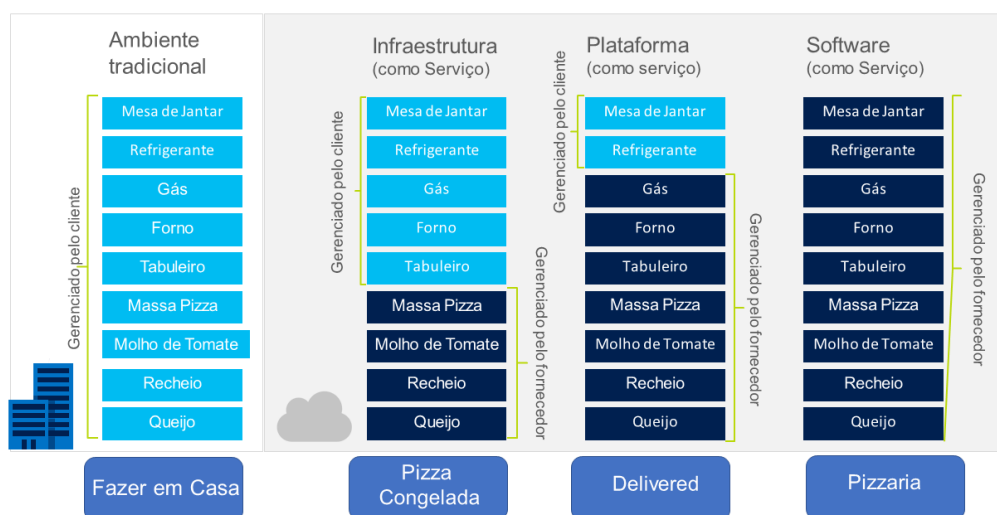 Ambiente
tradicional
Gerenciado pelo cliente
Mesa de Jantar
Refrigerante
Gás
Forno
Tabuleiro
Massa Pizza
Molho de Tomate
Recheio
Queijo
Fazer em Casa
Infraestrutura
(como Serviço)
Gerenciado pelo cliente
Mesa de Jantar
Refrigerante
Gás
Forno
Tabuleiro
Massa Pizza
Molho de Tomate
Recheio
Queijo
Gerenciado pelo fornecedor
Pizza
Congelada
Plataforma
(como serviço)
Gerenciado pelo cliente
Mesa de Jantar
Refrigerante
Gás
Forno
Tabuleiro
Massa Pizza
Molho de Tomate
Recheio
Queijo
Gerenciado pelo fornecedor
Delivered
Software
(como Serviço)
Mesa de Jantar
Refrigerante
Gás
Forno
Tabuleiro
Massa Pizza
Molho de Tomate
Recheio
Queijo
Gerenciado pelo fornecedor
Pizzaria